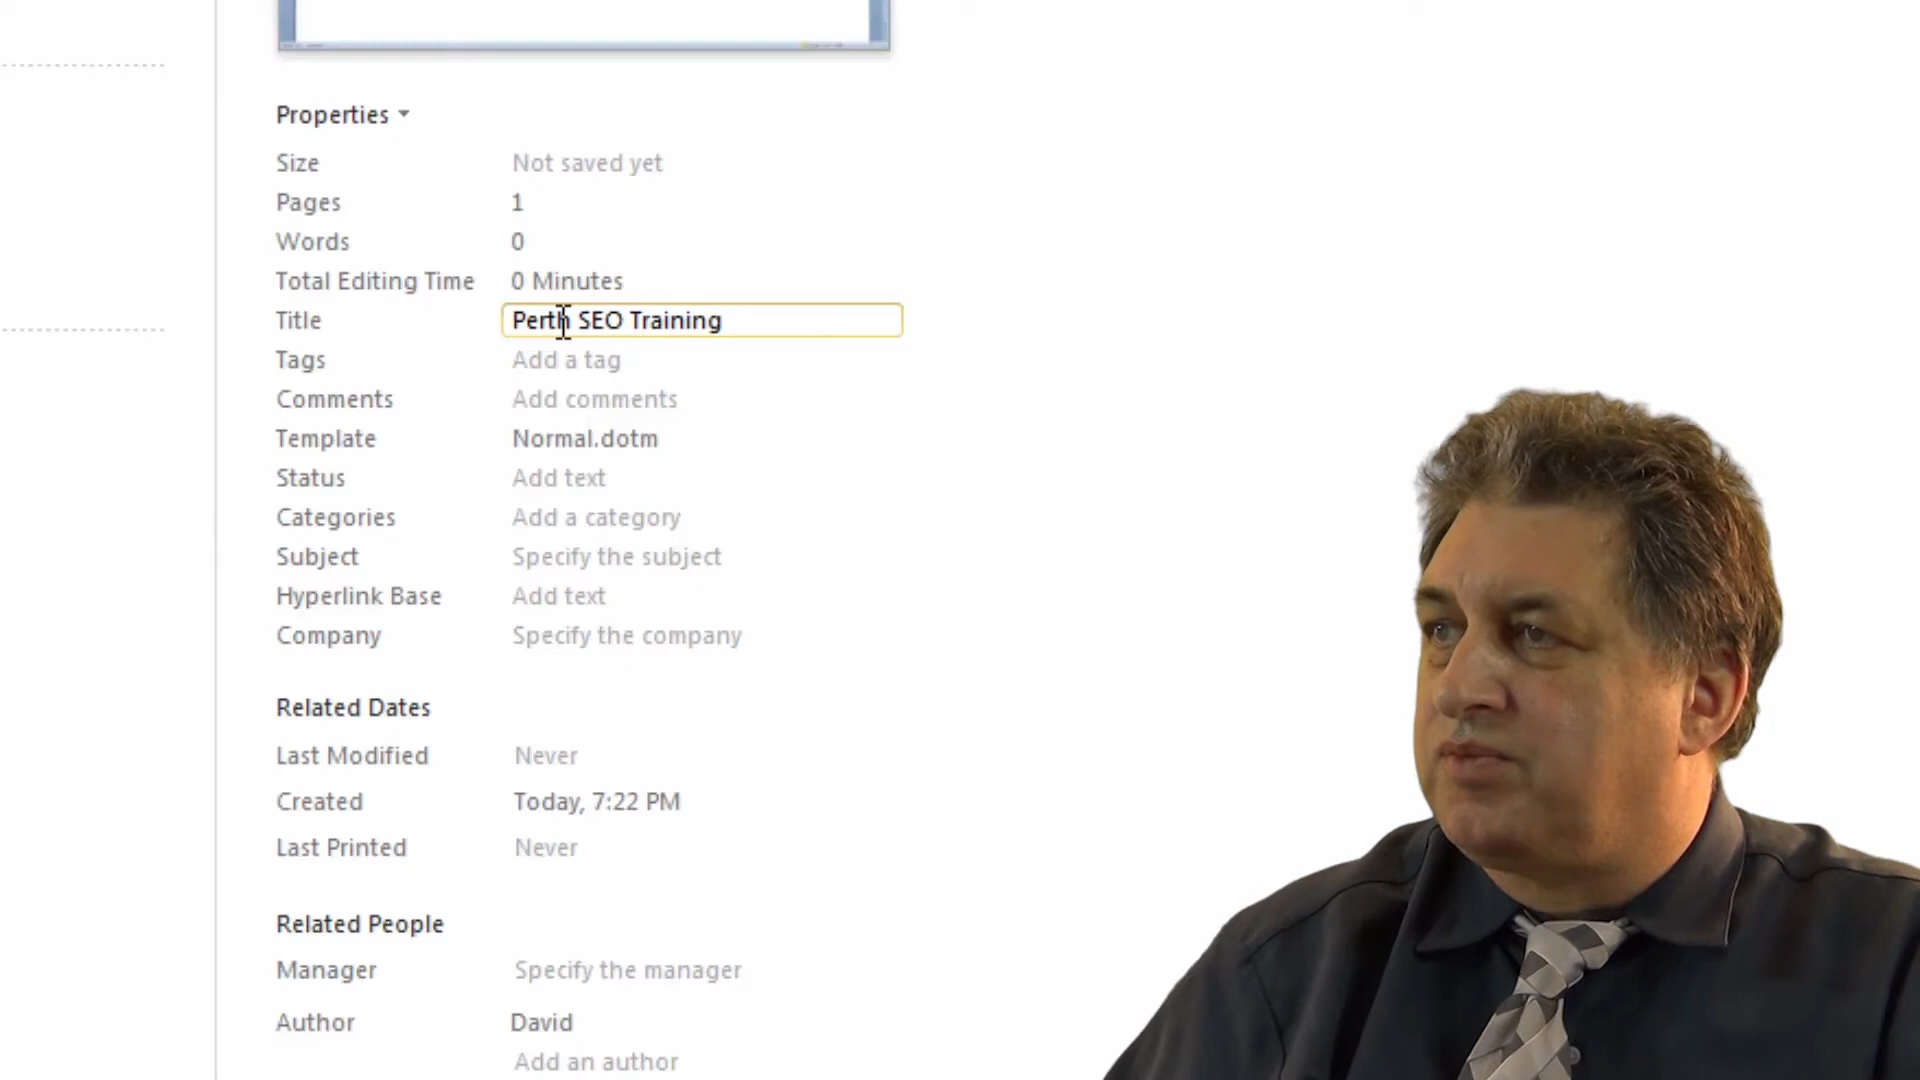 Properties
Size Not saved yet
Pages 1
Words 0
Total Editing Time 0 Minutes
Title Perth SEO Training
Tags Add a tag
Comments Add comments
Template Normal.dotm
Status Add text
Categories Add a category
Subject Specify the subject
Hyperlink Base Add text
Company Specify the company
Related Dates
Last Modified Never
Created Today, 7:22 PM
Last Printed Never
Related People
Manager Specify the manager
Author David
Add an author